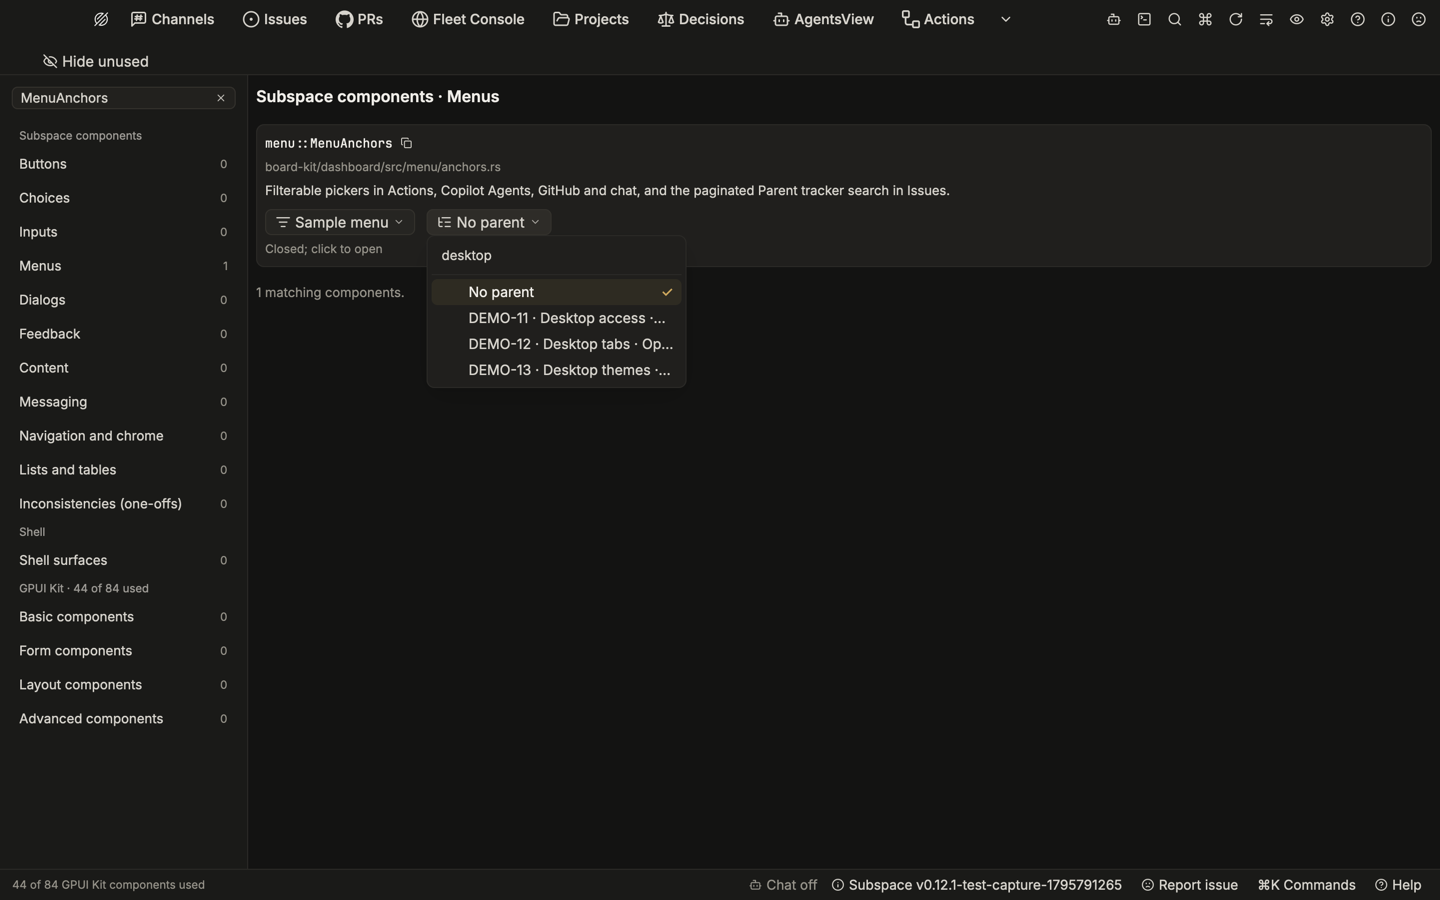 Channels Issues PRs Fleet Console Projects Decisions AgentsView Actions
Hide unused
MenuAnchors
Subspace components
Buttons 0
Choices 0
Inputs 0
Menus 1
Dialogs 0
Feedback 0
Content 0
Messaging 0
Navigation and chrome 0
Lists and tables 0
Inconsistencies (one-offs) 0
Shell
Shell surfaces 0
GPUI Kit · 44 of 84 used
Basic components 0
Form components 0
Layout components 0
Advanced components 0
Subspace components · Menus
menu::MenuAnchors
board-kit/dashboard/src/menu/anchors.rs
Filterable pickers in Actions, Copilot Agents, GitHub and chat, and the paginated Parent tracker search in Issues.
Sample menu No parent
Closed; click to open
desktop
No parent
DEMO-11 · Desktop access ·...
DEMO-12 · Desktop tabs · Op...
DEMO-13 · Desktop themes ·...
1 matching components.
44 of 84 GPUI Kit components used
Chat off Subspace v0.12.1-test-capture-1795791265 Report issue ⌘K Commands Help